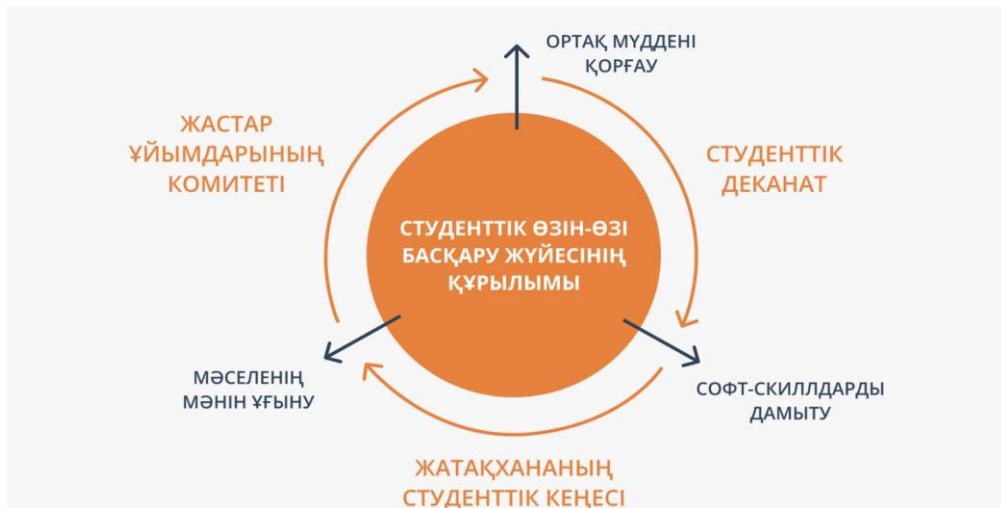 ОРТАҚ МҮДДЕНІ
ҚОРҒАУ
ЖАСТАР
ҰЙЫМДАРЫНЫҢ
КОМИТЕТІ
СТУДЕНТТІК
ДЕКАНАТ
СТУДЕНТТІК ӨЗІН-ӨЗІ
БАСҚАРУ ЖҮЙЕСІНІҢ
ҚҰРЫЛЫМЫ
МӘСЕЛЕНІҢ
МӘНІН ҰҒЫНУ
СОФТ-СКИЛЛДАРДЫ
ДАМЫТУ
ЖАТАҚХАНАНЫҢ
СТУДЕНТТІК КЕҢЕСІ